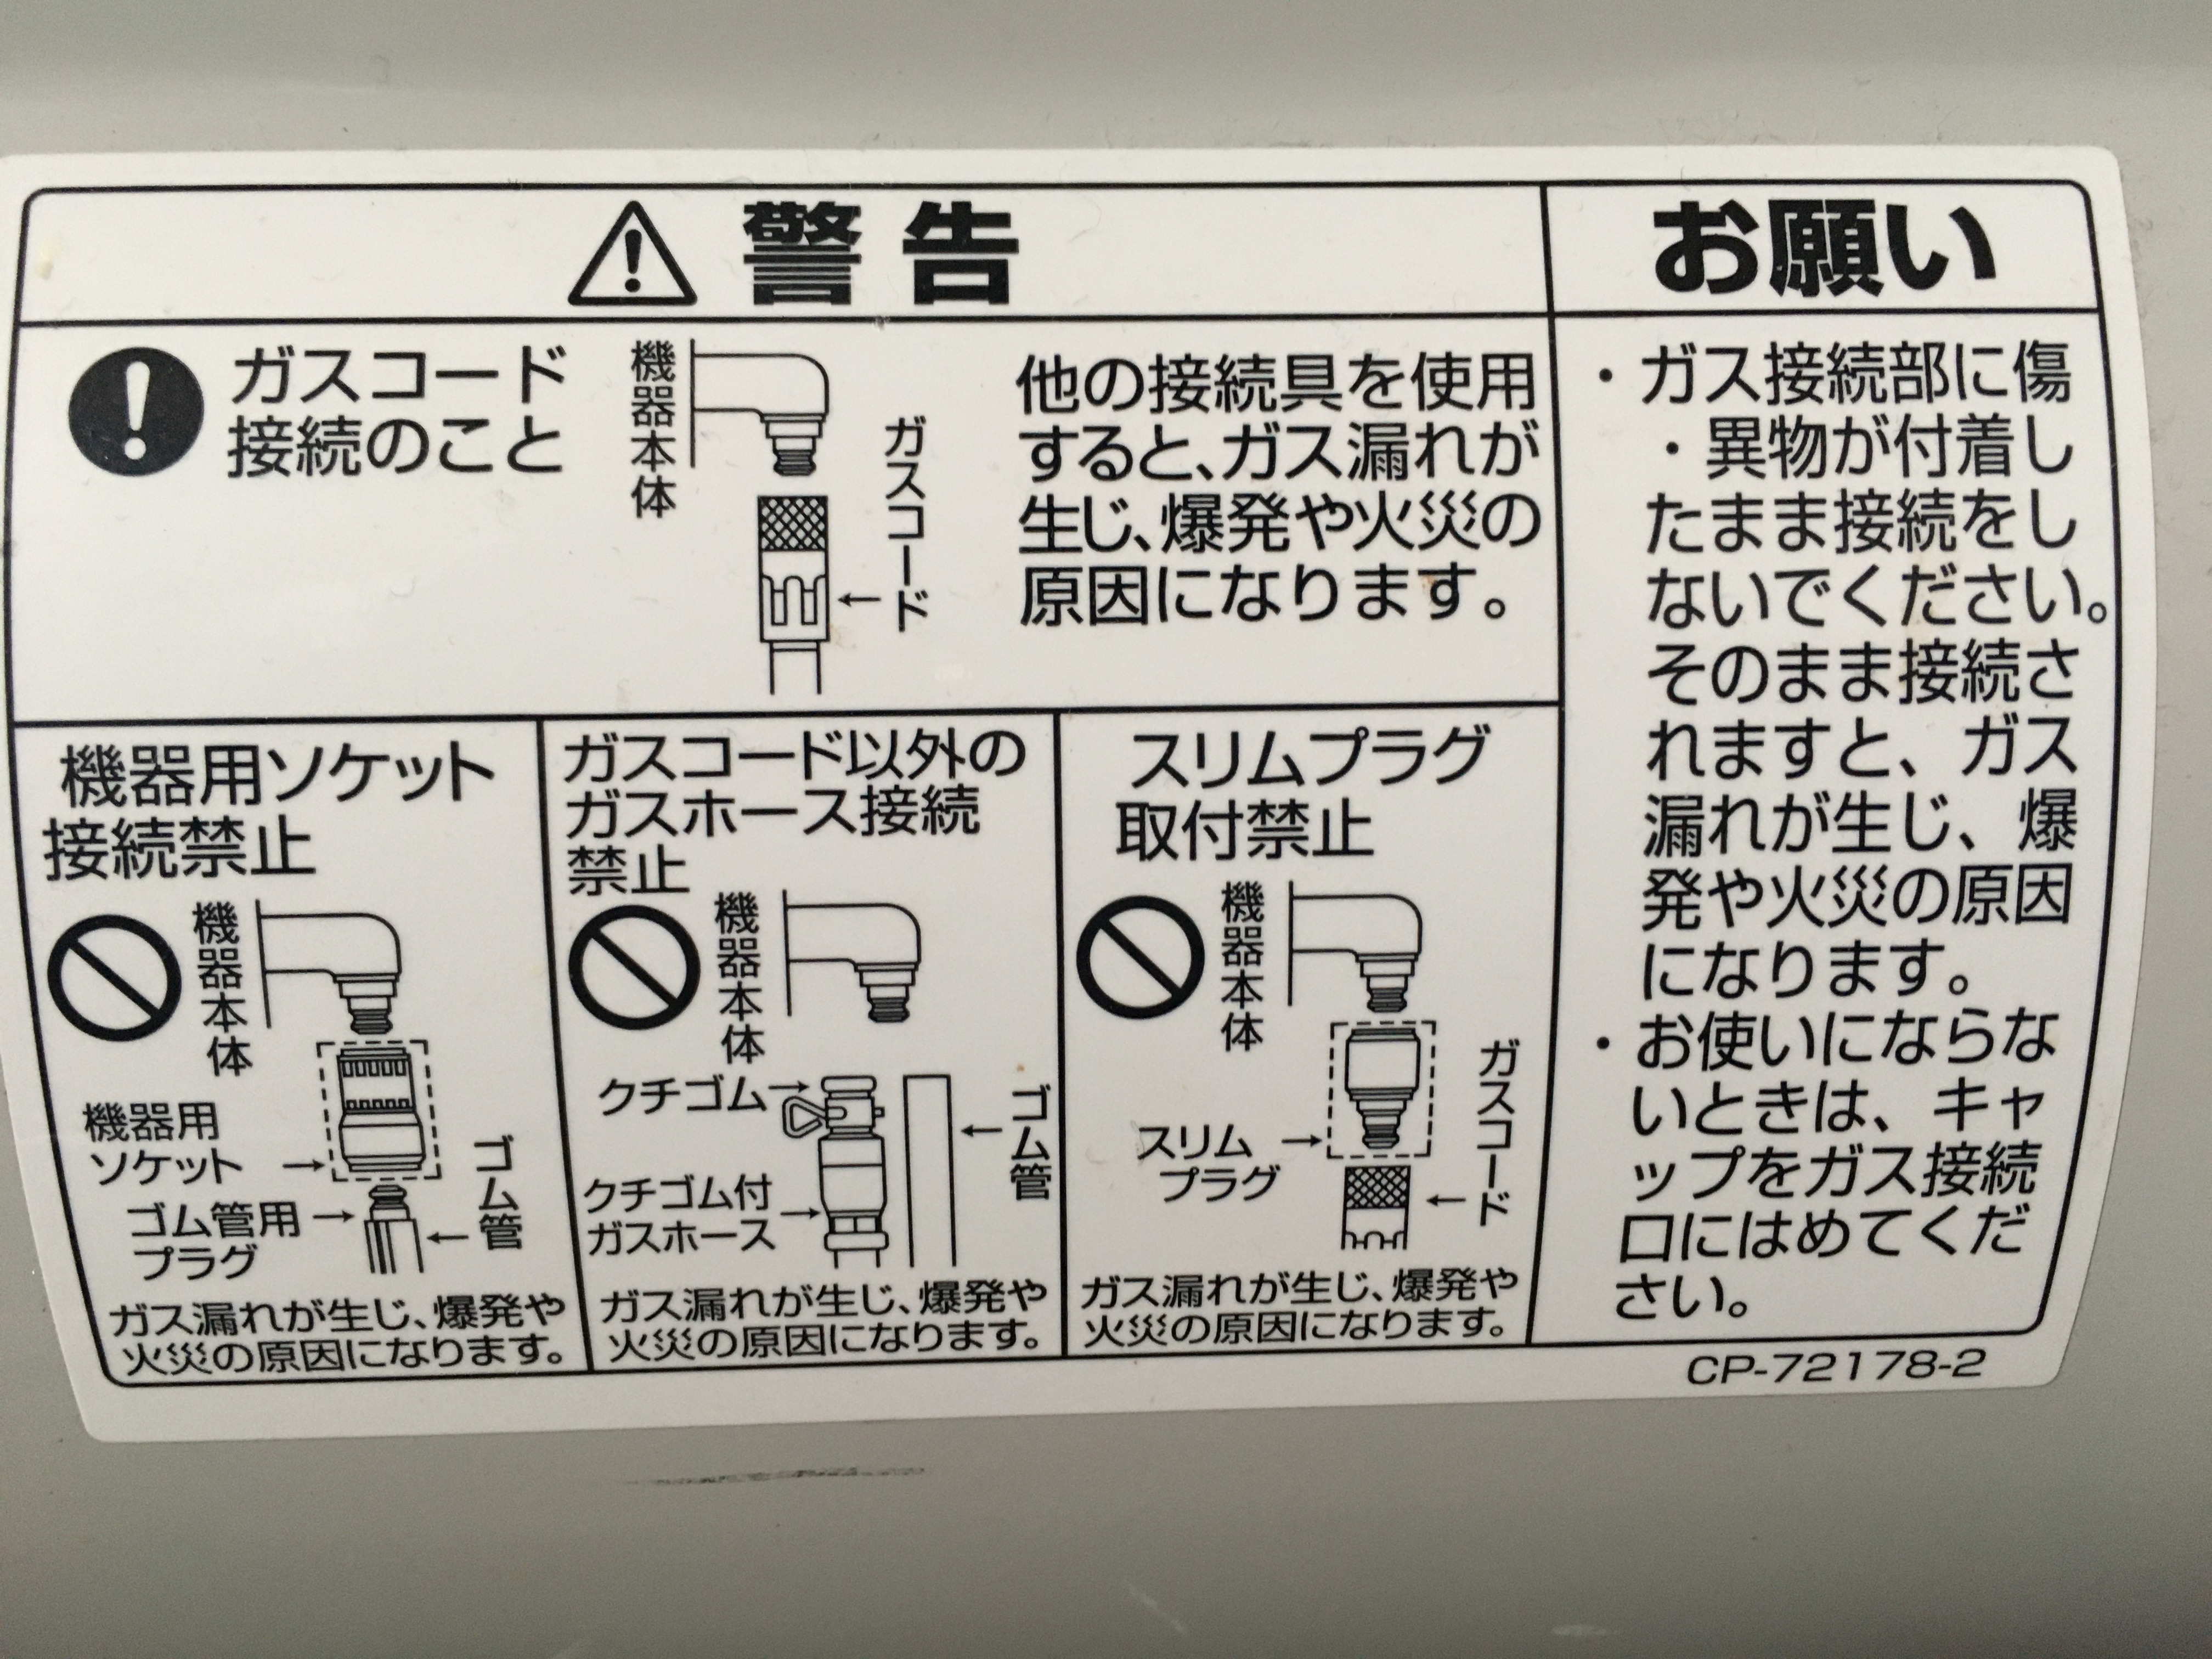 警告
ガスコード
接続のこと
機器本体
ガスコード
他の接続具を使用
すると、ガス漏れが
生じ、爆発や火災の
原因になります。
機器用ソケット
接続禁止
機器本体
機器用
ソケット
ゴム管用
プラグ
ゴム管
ガス漏れが生じ、爆発や
火災の原因になります。
ガスコード以外の
ガスホース接続
禁止
機器本体
クチゴム
クチゴム付
ガスホース
ゴム管
ガス漏れが生じ、爆発や
火災の原因になります。
スリムプラグ
取付禁止
機器本体
スリム
プラグ
ガスコード
ガス漏れが生じ、爆発や
火災の原因になります。
お願い
・ガス接続部に傷
・異物が付着し
たまま接続をし
ないでください。
そのまま接続さ
れますと、ガス
漏れが生じ、爆
発や火災の原因
になります。
・お使いにならな
いときは、キャ
ップをガス接続
口にはめてくだ
さい。
CP-72178-2